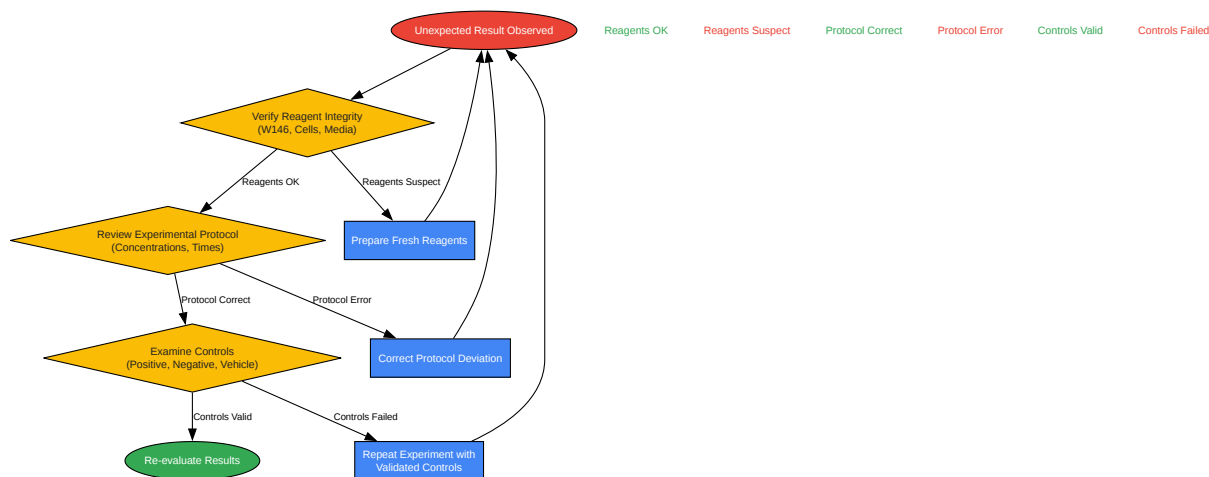 Unexpected Result Observed
Reagents OK
Reagents Suspect
Protocol Correct
Protocol Error
Controls Valid
Controls Failed
Verify Reagent Integrity
(W146, Cells, Media)
Reagents OK
Reagents Suspect
Review Experimental Protocol
(Concentrations, Times)
Prepare Fresh Reagents
Protocol Correct
Protocol Error
Examine Controls
(Positive, Negative, Vehicle)
Correct Protocol Deviation
Controls Valid
Controls Failed
Re-evaluate Results
Repeat Experiment with
Validated Controls